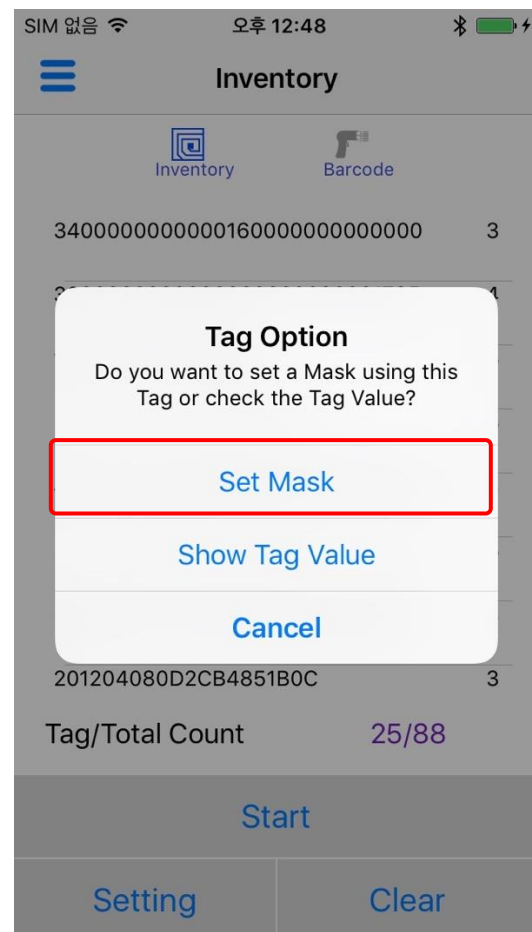 SIM 없음 오후 12:48
Inventory
Inventory Barcode
340000000000016000000000000 3
4
Tag Option
Do you want to set a Mask using this
Tag or check the Tag Value?
Set Mask
Show Tag Value
Cancel
201204080D2CB4851B0C 3
Tag/Total Count 25/88
Start
Setting Clear